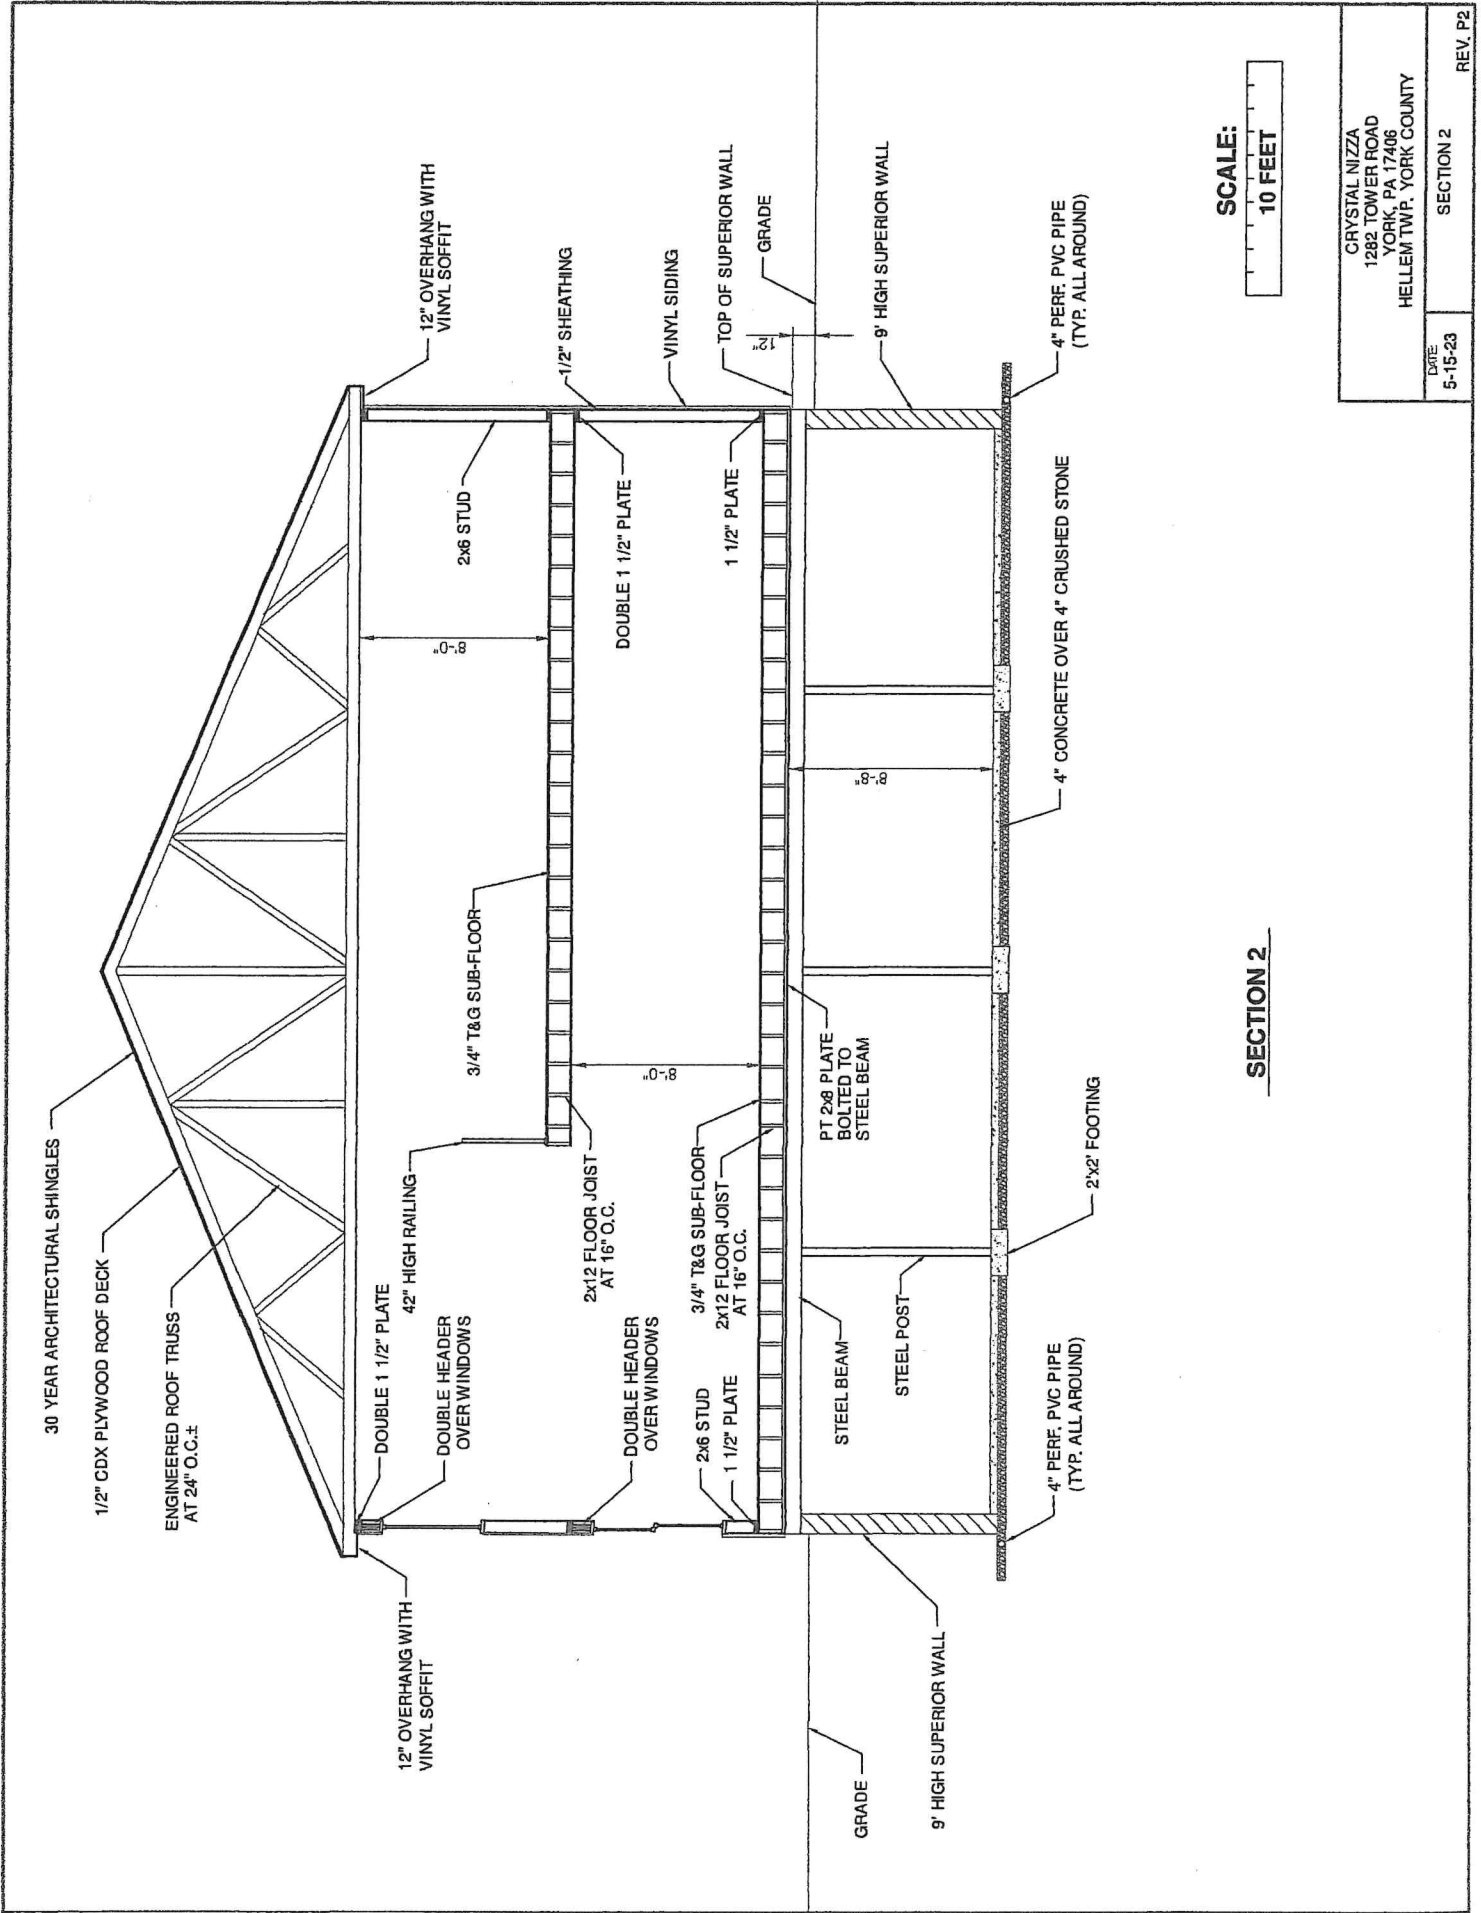 30 YEAR ARCHITECTURAL SHINGLES
1/2" CDX PLYWOOD ROOF DECK
ENGINEERED ROOF TRUSS
AT 24" O.C.±
12" OVERHANG WITH
VINYL SOFFIT
12" OVERHANG WITH
VINYL SOFFIT
DOUBLE 1 1/2" PLATE
42" HIGH RAILING
DOUBLE HEADER
OVER WINDOWS
3/4" T&G SUB-FLOOR
8'-0"
2x6 STUD
1/2" SHEATHING
2x12 FLOOR JOIST
AT 16" O.C.
DOUBLE HEADER
OVER WINDOWS
8'-0"
DOUBLE 1 1/2" PLATE
VINYL SIDING
2x6 STUD
1 1/2" PLATE
3/4" T&G SUB-FLOOR
2x12 FLOOR JOIST
AT 16" O.C.
1 1/2" PLATE
TOP OF SUPERIOR WALL
12"
GRADE
PT 2x8 PLATE
BOLTED TO
STEEL BEAM
STEEL BEAM
STEEL POST
8'-8"
GRADE
9' HIGH SUPERIOR WALL
9' HIGH SUPERIOR WALL
4" PERF. PVC PIPE
(TYP. ALL AROUND)
2'x2' FOOTING
4" CONCRETE OVER 4" CRUSHED STONE
4" PERF. PVC PIPE
(TYP. ALL AROUND)
SECTION 2
SCALE:
10 FEET
CRYSTAL NIZZA
1282 TOWER ROAD
YORK, PA 17406
HELLEM TWP. YORK COUNTY
DATE:
5-15-23
SECTION 2
REV. P2